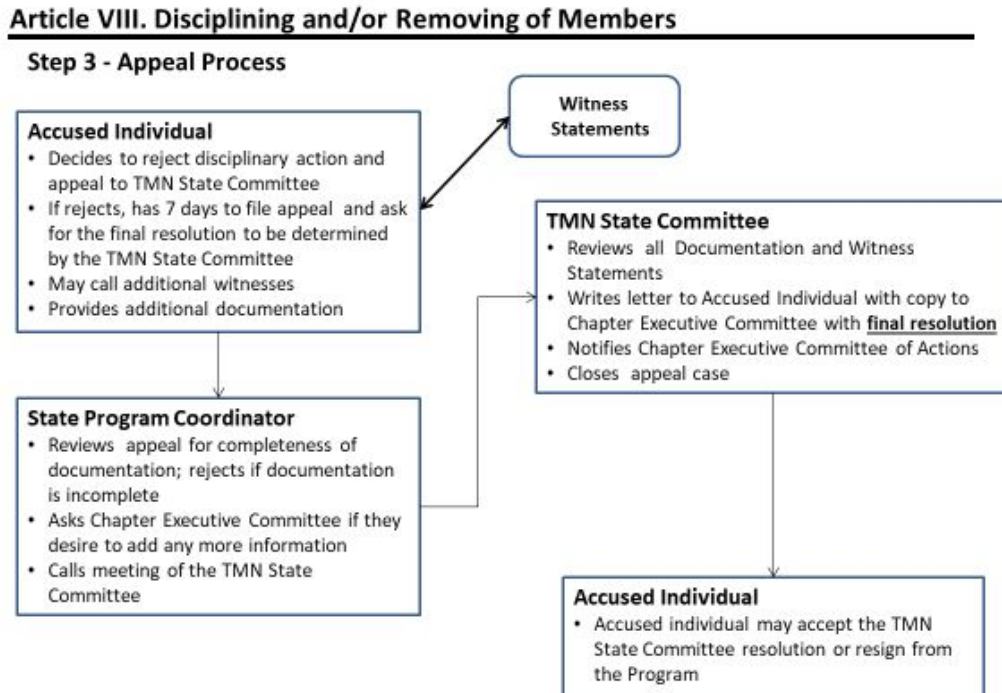 Article VIII. Disciplining and/or Removing of Members
Step 3 - Appeal Process
Witness
Statements
Accused Individual
• Decides to reject disciplinary action and
appeal to TMN State Committee
• If rejects, has 7 days to file appeal and ask
for the final resolution to be determined
by the TMN State Committee
• May call additional witnesses
• Provides additional documentation
State Program Coordinator
• Reviews appeal for completeness of
documentation; rejects if documentation
is incomplete
• Asks Chapter Executive Committee if they
desire to add any more information
• Calls meeting of the TMN State
Committee
TMN State Committee
• Reviews all Documentation and Witness
Statements
• Writes letter to Accused Individual with copy to
Chapter Executive Committee with final resolution
• Notifies Chapter Executive Committee of Actions
• Closes appeal case
Accused Individual
• Accused individual may accept the TMN
State Committee resolution or resign from
the Program